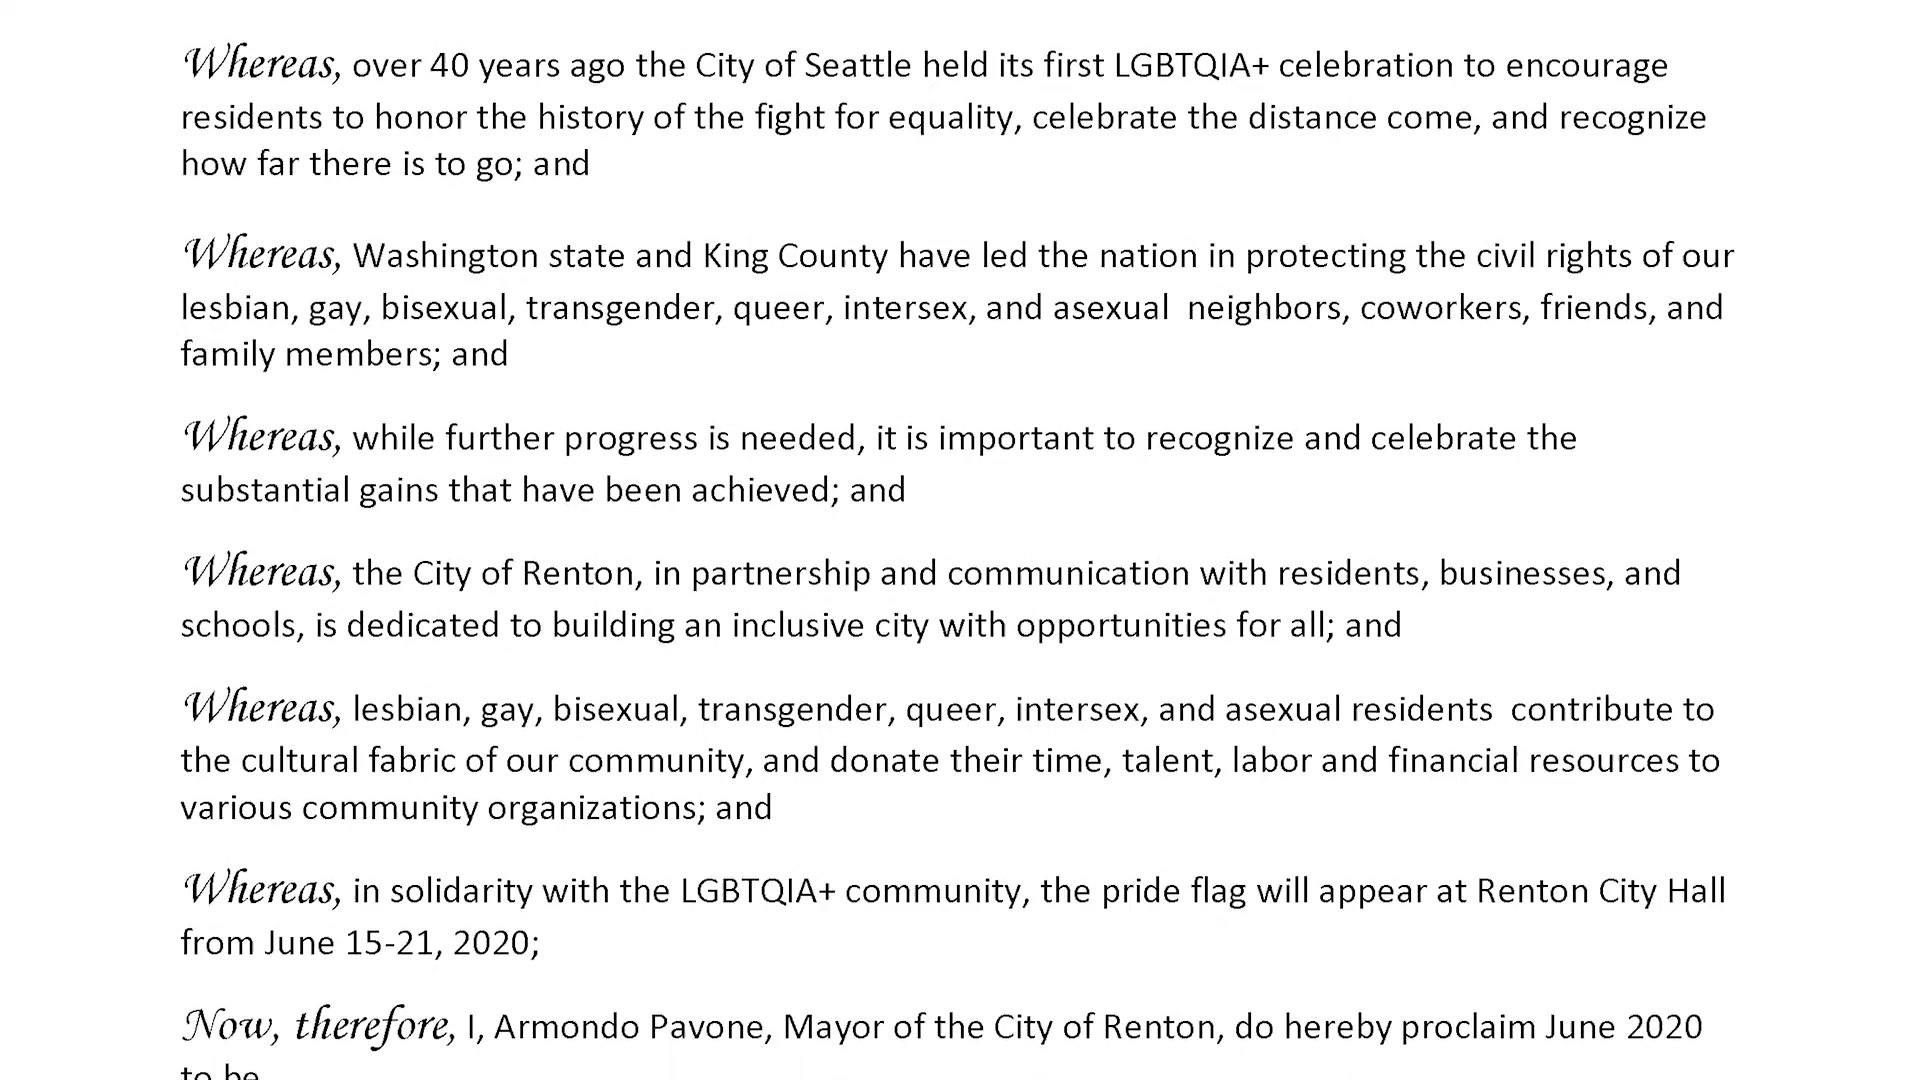 Whereas, over 40 years ago the City of Seattle held its first LGBTQIA+ celebration to encourage
residents to honor the history of the fight for equality, celebrate the distance come, and recognize
how far there is to go; and
Whereas, Washington state and King County have led the nation in protecting the civil rights of our
lesbian, gay, bisexual, transgender, queer, intersex, and asexual  neighbors, coworkers, friends, and
family members; and
Whereas, while further progress is needed, it is important to recognize and celebrate the
substantial gains that have been achieved; and
Whereas, the City of Renton, in partnership and communication with residents, businesses, and
schools, is dedicated to building an inclusive city with opportunities for all; and
Whereas, lesbian, gay, bisexual, transgender, queer, intersex, and asexual residents  contribute to
the cultural fabric of our community, and donate their time, talent, labor and financial resources to
various community organizations; and
Whereas, in solidarity with the LGBTQIA+ community, the pride flag will appear at Renton City Hall
from June 15-21, 2020;
Now, therefore, I, Armondo Pavone, Mayor of the City of Renton, do hereby proclaim June 2020
to be